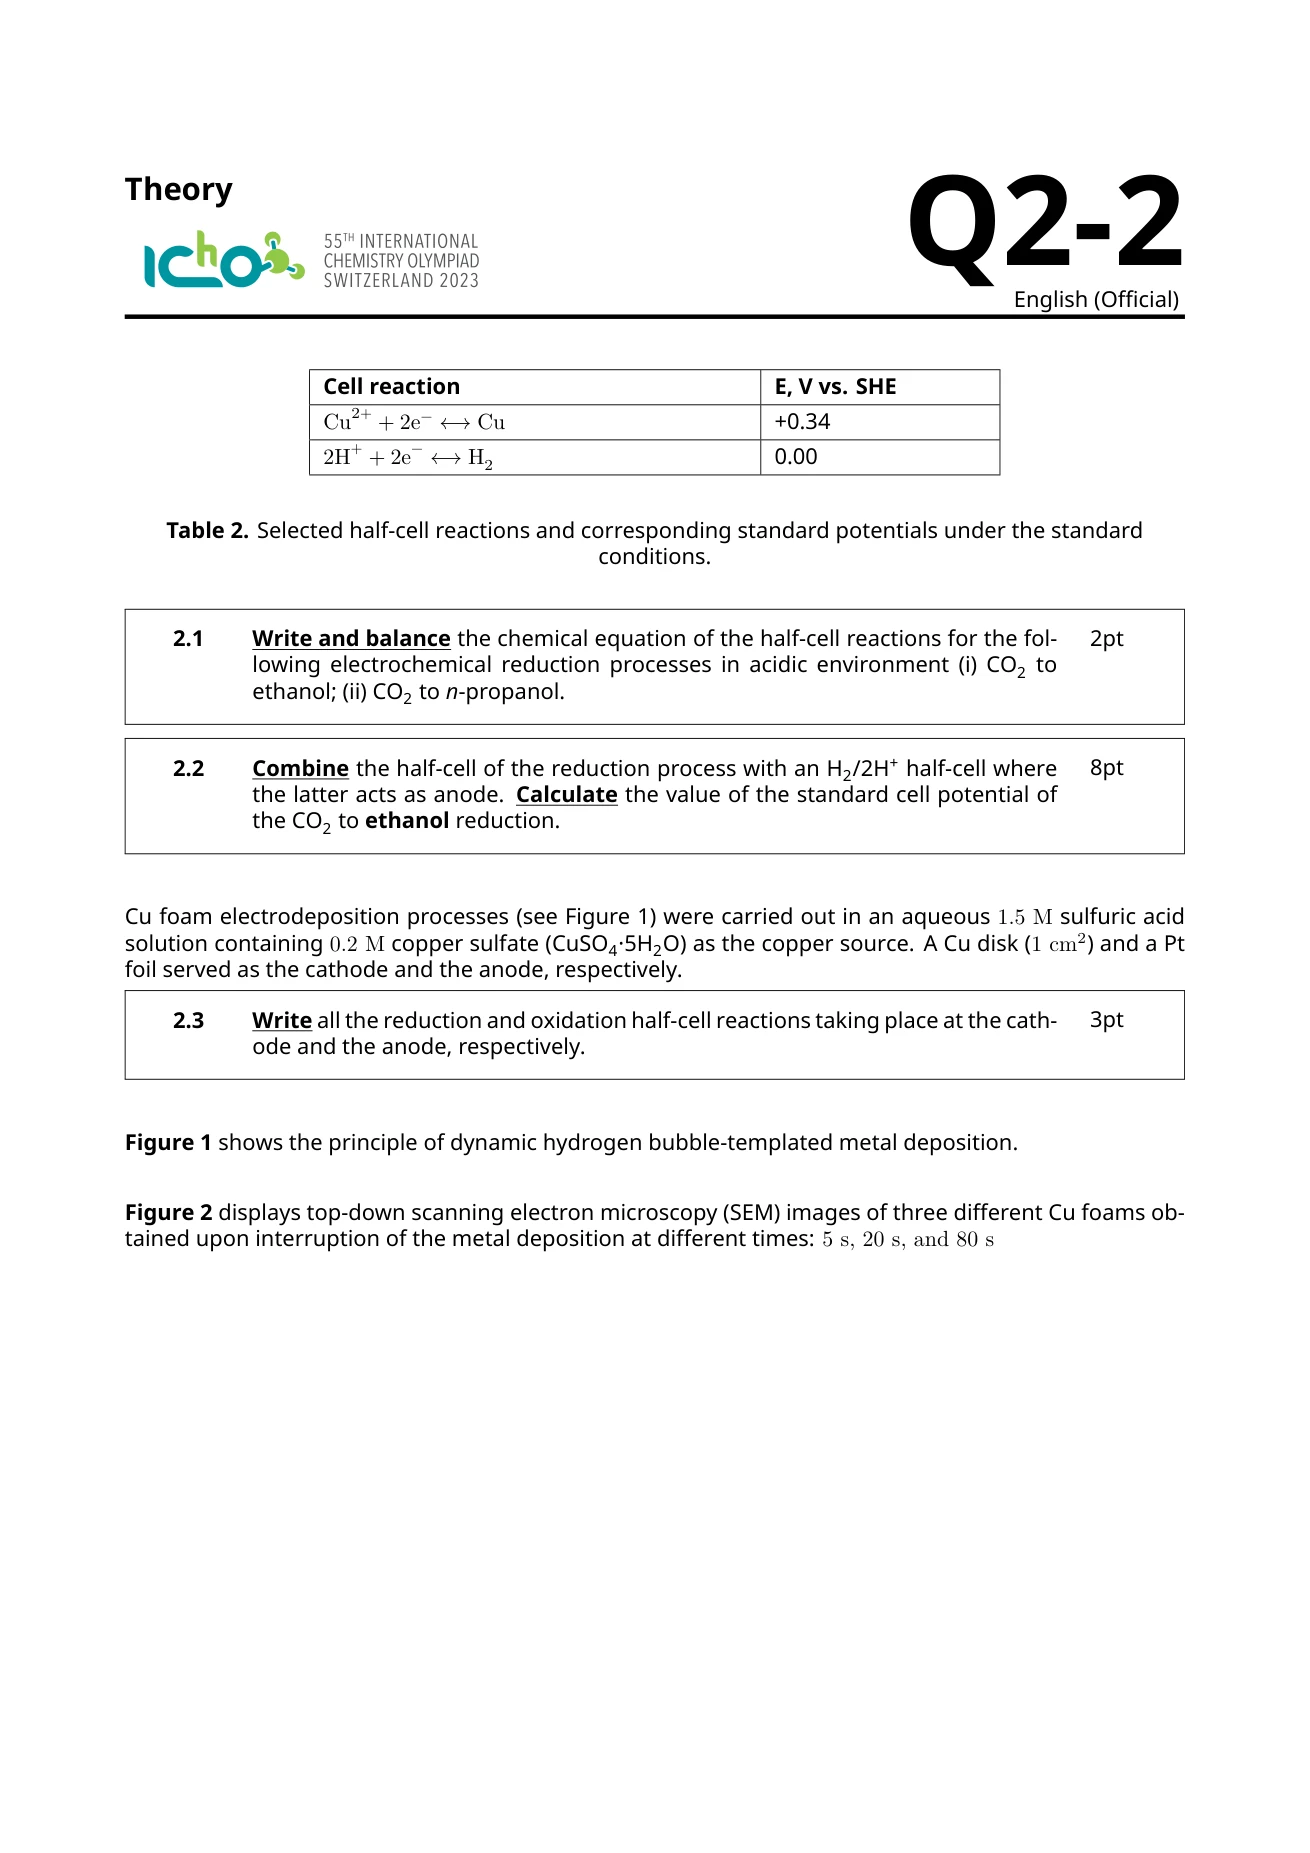 Theory
Q2-2
ICho
55TH INTERNATIONAL
CHEMISTRY OLYMPIAD
SWITZERLAND 2023
English (Official)
Cell reaction E, V vs. SHE
Cu²⁺ + 2e⁻ ⟷ Cu +0.34
2H⁺ + 2e⁻ ⟷ H₂ 0.00
Table 2. Selected half-cell reactions and corresponding standard potentials under the standard
conditions.
2.1 Write and balance the chemical equation of the half-cell reactions for the fol- 2pt
lowing electrochemical reduction processes in acidic environment (i) CO₂ to
ethanol; (ii) CO₂ to n-propanol.
2.2 Combine the half-cell of the reduction process with an H₂/2H⁺ half-cell where 8pt
the latter acts as anode. Calculate the value of the standard cell potential of
the CO₂ to ethanol reduction.
Cu foam electrodeposition processes (see Figure 1) were carried out in an aqueous 1.5 M sulfuric acid
solution containing 0.2 M copper sulfate (CuSO₄·5H₂O) as the copper source. A Cu disk (1 cm²) and a Pt
foil served as the cathode and the anode, respectively.
2.3 Write all the reduction and oxidation half-cell reactions taking place at the cath- 3pt
ode and the anode, respectively.
Figure 1 shows the principle of dynamic hydrogen bubble-templated metal deposition.
Figure 2 displays top-down scanning electron microscopy (SEM) images of three different Cu foams ob-
tained upon interruption of the metal deposition at different times: 5 s, 20 s, and 80 s